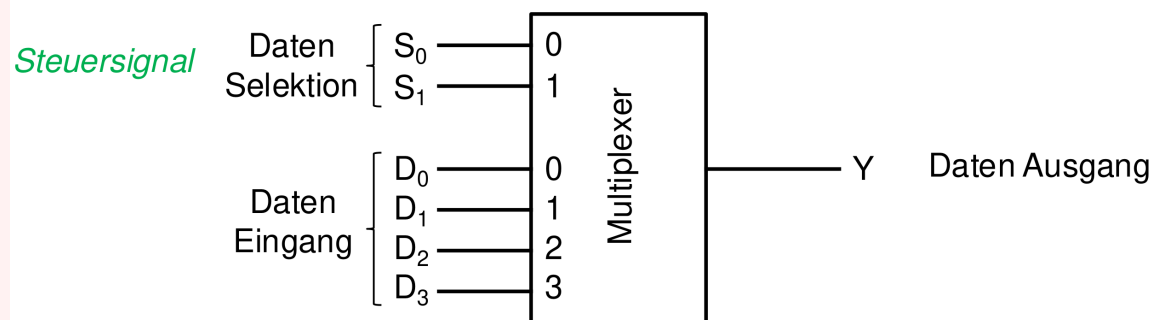 Steuersignal
Daten
Selektion
S0
S1
0
1
Daten
Eingang
D0
D1
D2
D3
0
1
2
3
Multiplexer
Y
Daten Ausgang